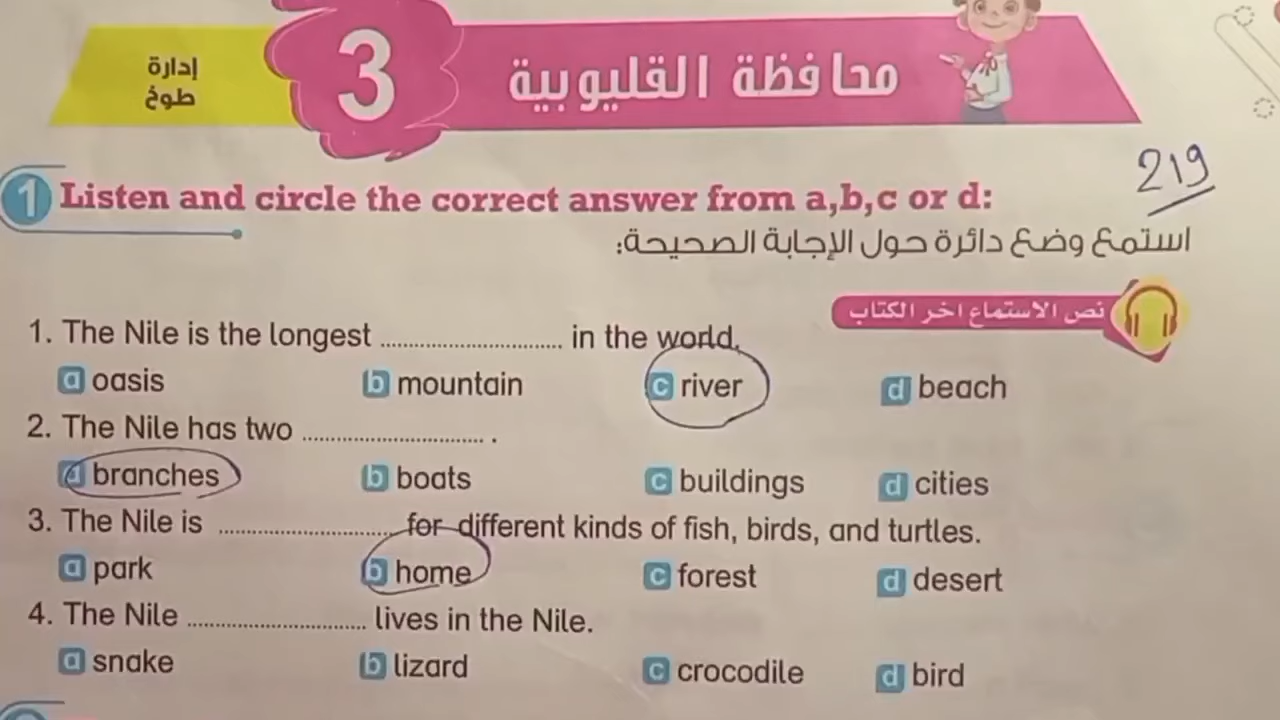 إدارة
طوخ
3
محافظة القليوبية
219
1 Listen and circle the correct answer from a,b,c or d:
استمع وضع دائرة حول الإجابة الصحيحة:
نص الاستماع اخر الكتاب
1. The Nile is the longest .............................. in the world.
a oasis b mountain c river d beach
2. The Nile has two .............................. .
a branches b boats c buildings d cities
3. The Nile is .............................. for different kinds of fish, birds, and turtles.
a park b home c forest d desert
4. The Nile .............................. lives in the Nile.
a snake b lizard c crocodile d bird